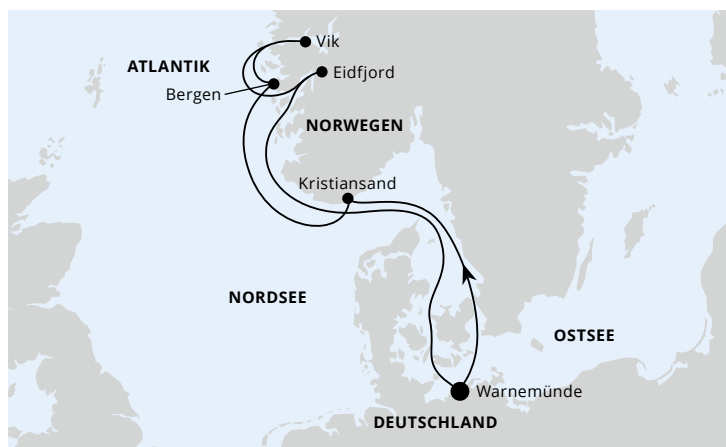 Vik
ATLANTIK
Eidfjord
Bergen
NORWEGEN
Kristiansand
NORDSEE
OSTSEE
Warnemünde
DEUTSCHLAND